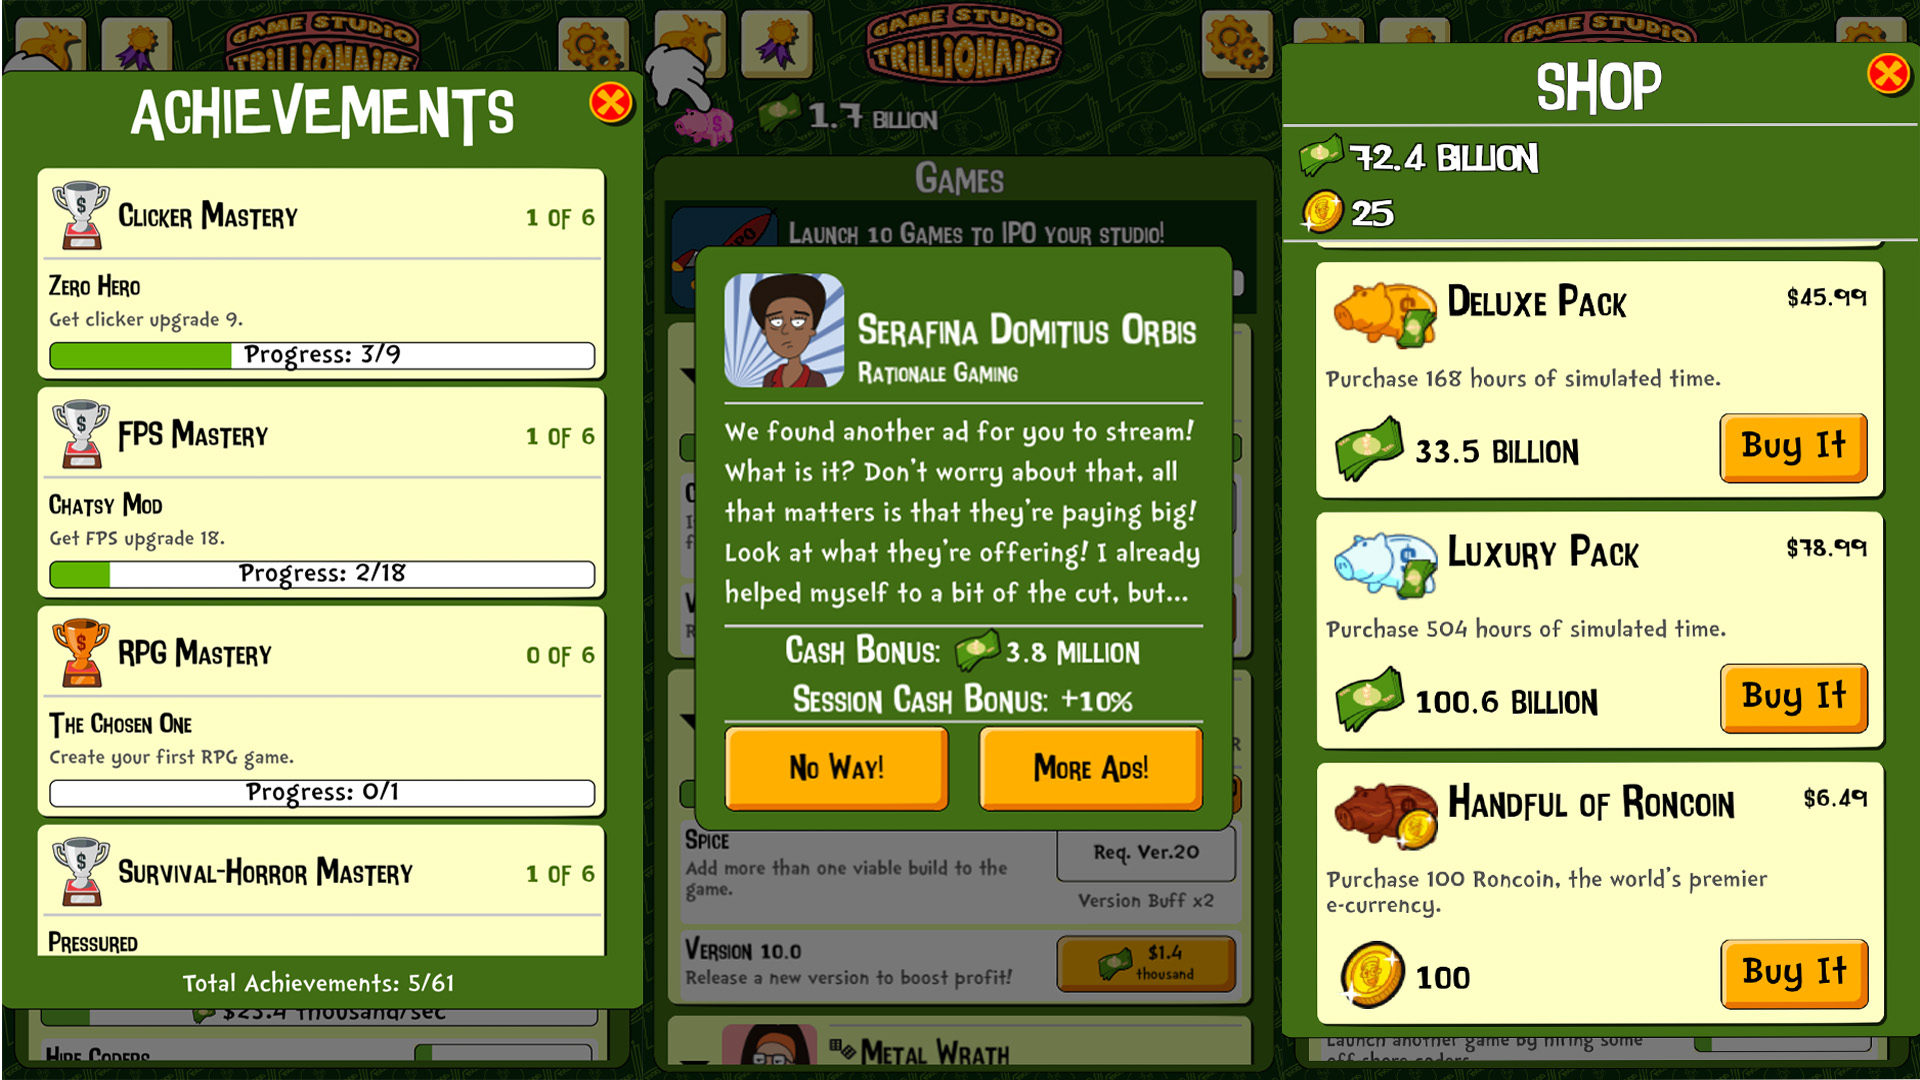 GAME STUDIO
TRILLIONAIRE
ACHIEVEMENTS
CLICKER MASTERY
1 OF 6
ZERO HERO
Get clicker upgrade 9.
Progress: 3/9
FPS MASTERY
1 OF 6
CHATSY MOD
Get FPS upgrade 18.
Progress: 2/18
RPG MASTERY
0 OF 6
THE CHOSEN ONE
Create your first RPG game.
Progress: 0/1
SURVIVAL-HORROR MASTERY
1 OF 6
PRESSURED
Total Achievements: 5/61
$23.4 thousand/sec
HIRE CODERS
GAME STUDIO
TRILLIONAIRE
1.7 BILLION
GAMES
LAUNCH 10 GAMES TO IPO YOUR STUDIO!
SERAFINA DOMITIUS ORBIS
RATIONALE GAMING
We found another ad for you to stream!
What is it? Don't worry about that, all
that matters is that they're paying big!
Look at what they're offering! I already
helped myself to a bit of the cut, but...
CASH BONUS: 3.8 MILLION
SESSION CASH BONUS: +10%
NO WAY!
MORE ADS!
SPICE
Add more than one viable build to the
game.
Req. Ver.20
Version Buff x2
VERSION 10.0
Release a new version to boost profit!
$1.4
thousand
METAL WRATH
GAME STUDIO
SHOP
72.4 BILLION
25
DELUXE PACK
$45.99
Purchase 168 hours of simulated time.
33.5 BILLION
Buy It
LUXURY PACK
$78.99
Purchase 504 hours of simulated time.
100.6 BILLION
Buy It
HANDFUL OF RONCOIN
$6.49
Purchase 100 Roncoin, the world's premier
e-currency.
100
Buy It
Launch another game by hiring some
off shore coders